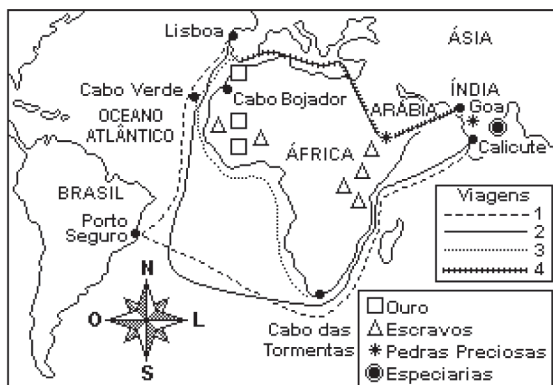 Lisboa
ÁSIA
Cabo Verde
OCEANO
ATLÂNTICO
Cabo Bojador
ARÁBIA
ÍNDIA
Goa
Calicute
ÁFRICA
BRASIL
Porto
Seguro
Viagens
1
2
3
4
N
O
L
S
Cabo das
Tormentas
Ouro
Escravos
Pedras Preciosas
Especiarias